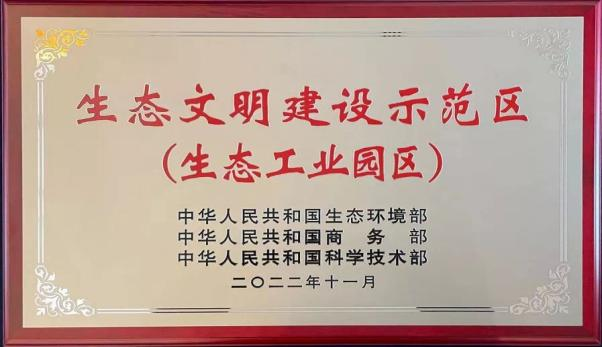 生态文明建设示范区
(生态工业园区)
中华人民共和国生态环境部
中华人民共和国商务部
中华人民共和国科学技术部
二〇二二年十一月